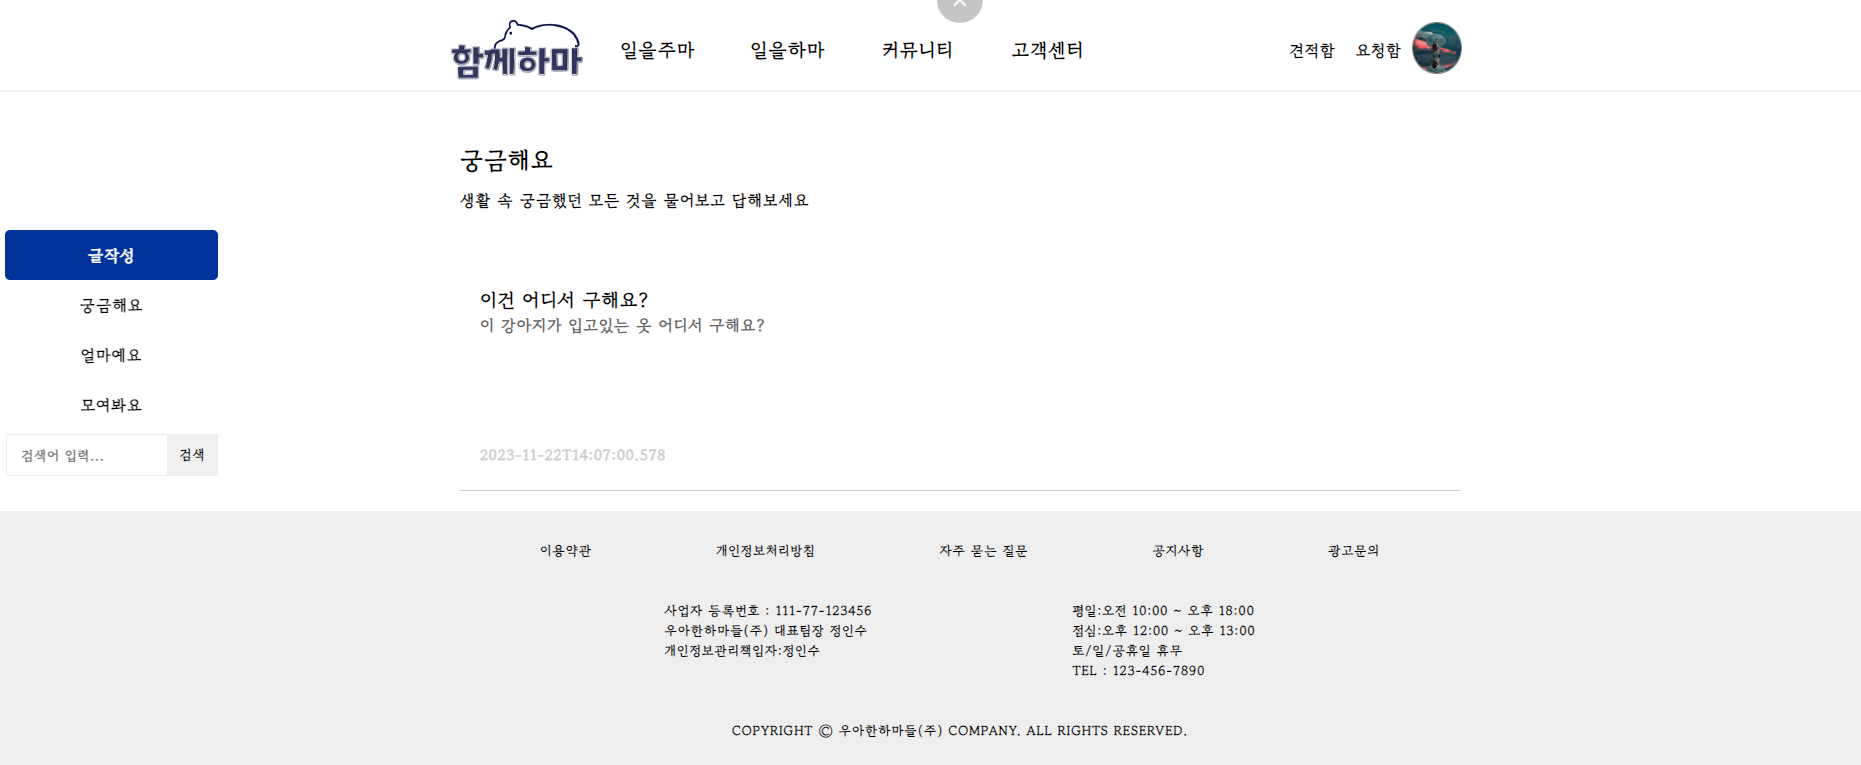 함께하마
일을주마 일을하마 커뮤니티 고객센터 견적함 요청함
궁금해요
생활 속 궁금했던 모든 것을 물어보고 답해보세요
글작성
궁금해요
얼마예요
모여봐요
검색어 입력... 검색
이건 어디서 구해요?
이 강아지가 입고있는 옷 어디서 구해요?
2023-11-22T14:07:00.578
이용약관 개인정보처리방침 자주 묻는 질문 공지사항 광고문의
사업자 등록번호 : 111-77-123456
우아한하마들(주) 대표팀장 정인수
개인정보관리책임자:정인수
평일:오전 10:00 ~ 오후 18:00
점심:오후 12:00 ~ 오후 13:00
토/일/공휴일 휴무
TEL : 123-456-7890
COPYRIGHT Ⓒ 우아한하마들(주) COMPANY. ALL RIGHTS RESERVED.